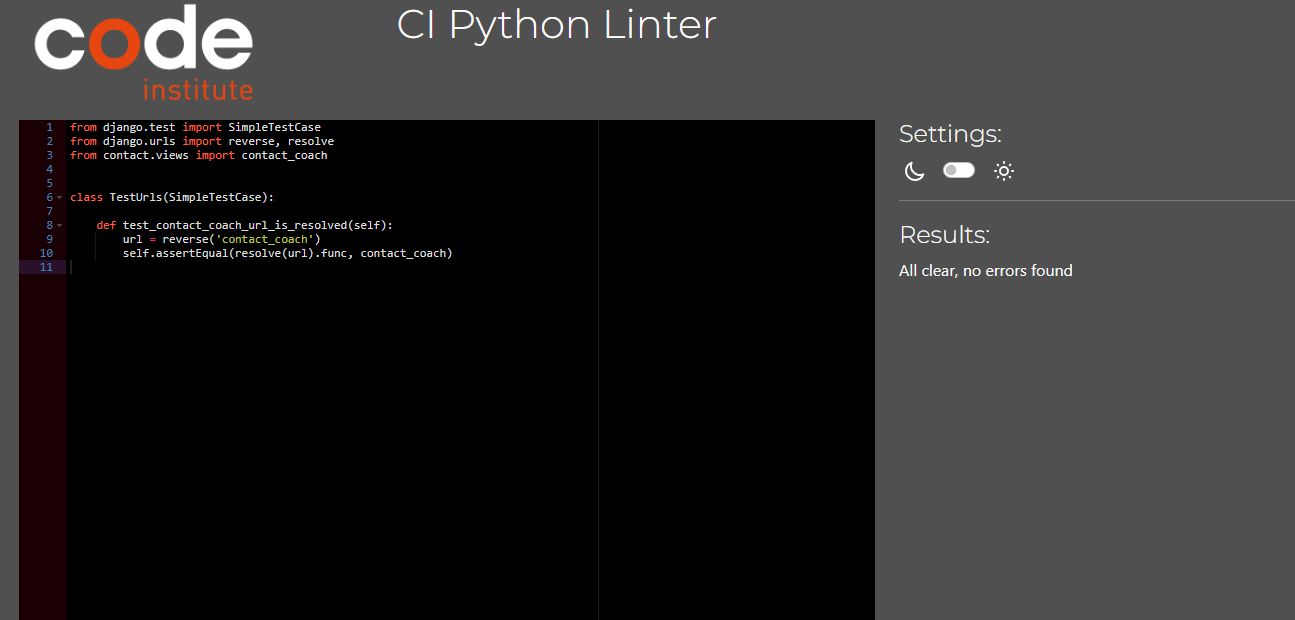 code
institute
CI Python Linter
1 from django.test import SimpleTestCase
2 from django.urls import reverse, resolve
3 from contact.views import contact_coach
4
5
6 class TestUrls(SimpleTestCase):
7
8     def test_contact_coach_url_is_resolved(self):
9         url = reverse('contact_coach')
10         self.assertEqual(resolve(url).func, contact_coach)
11
Settings:
Results:
All clear, no errors found